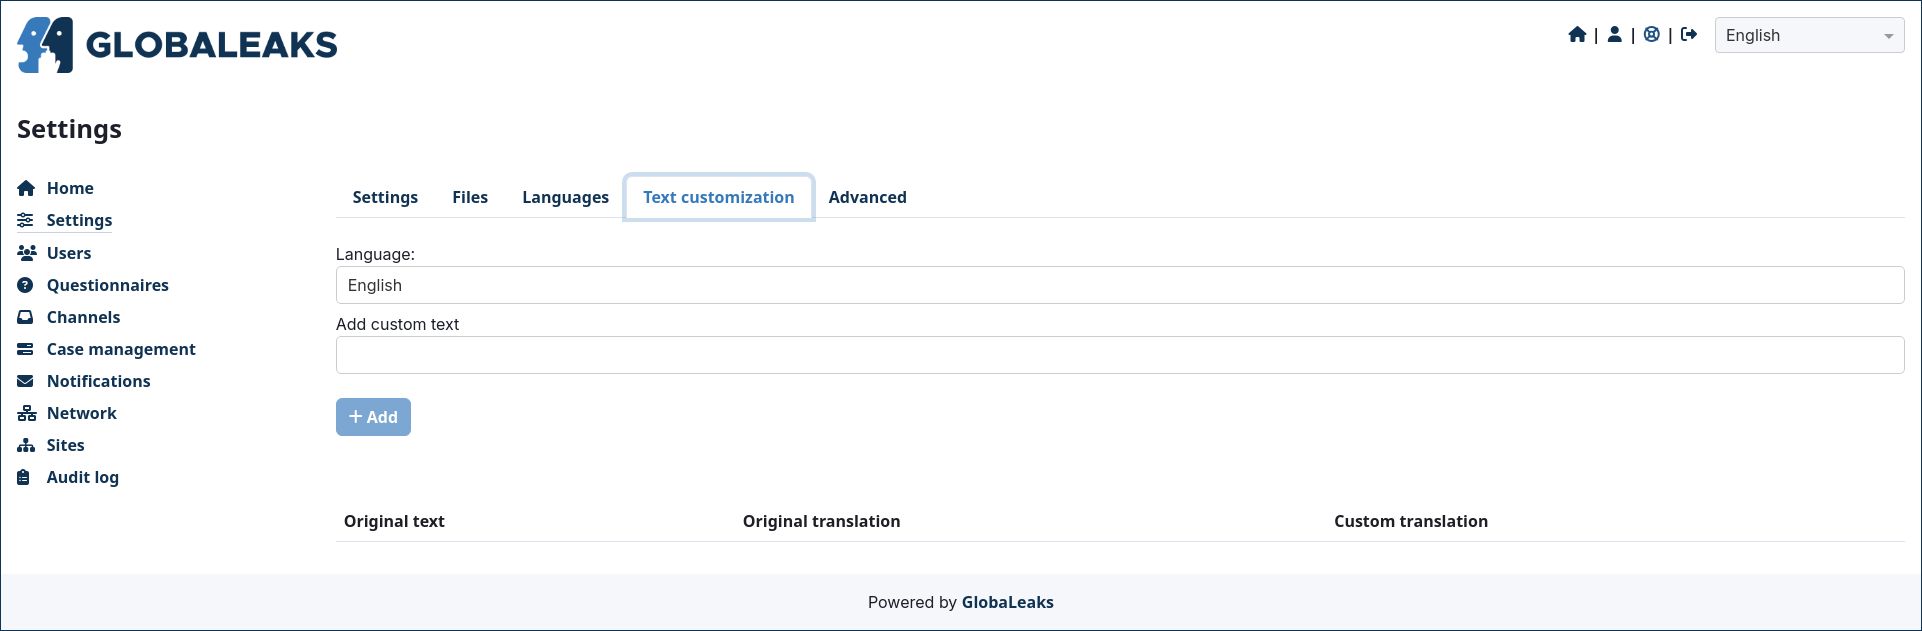 GLOBALEAKS
| | | English
Settings
Home
Settings
Users
Questionnaires
Channels
Case management
Notifications
Network
Sites
Audit log
Settings Files Languages Text customization Advanced
Language:
English
Add custom text
+ Add
Original text Original translation Custom translation
Powered by GlobaLeaks